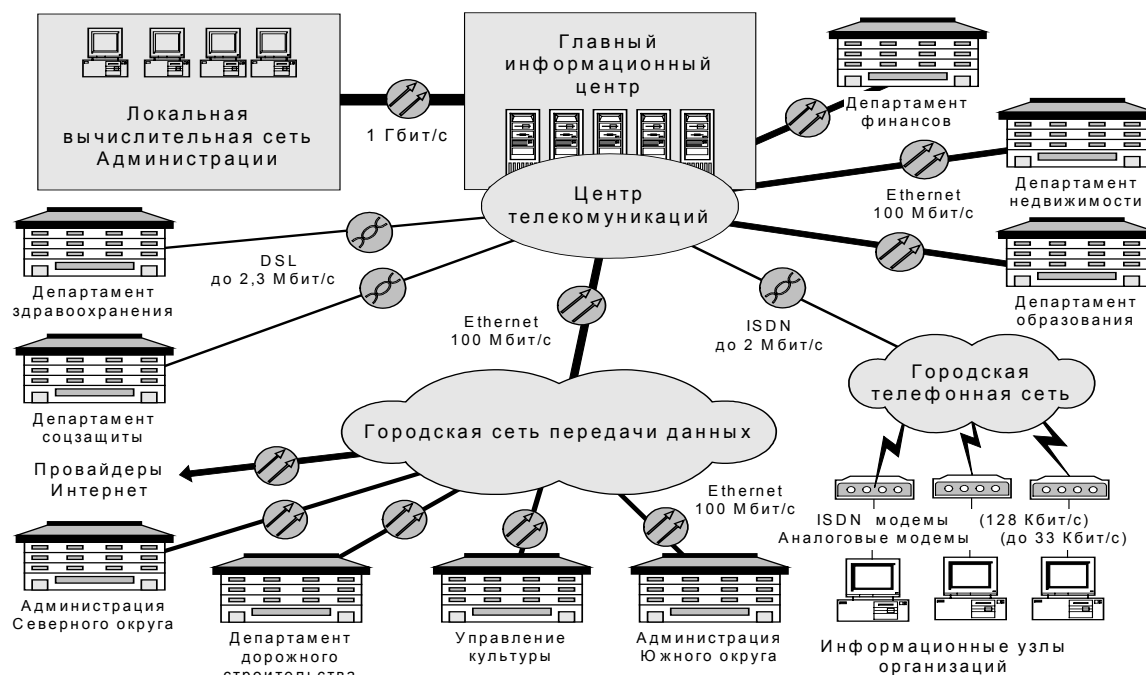 Локальная
вычислительная сеть
Администрации
1 Гбит/с
Главный
информационный
центр
Центр
телекомуникаций
Департамент
финансов
Ethernet
100 Мбит/с
Департамент
недвижимости
Департамент
образования
DSL
до 2,3 Мбит/с
Департамент
здравоохранения
Департамент
соцзащиты
Ethernet
100 Мбит/с
ISDN
до 2 Мбит/с
Городская
телефонная сеть
Городская сеть передачи данных
Провайдеры
Интернет
Ethernet
100 Мбит/с
ISDN модемы (128 Кбит/с)
Аналоговые модемы (до 33 Кбит/с)
Администрация
Северного округа
Департамент
дорожного
строительства
Управление
культуры
Администрация
Южного округа
Информационные узлы
организаций